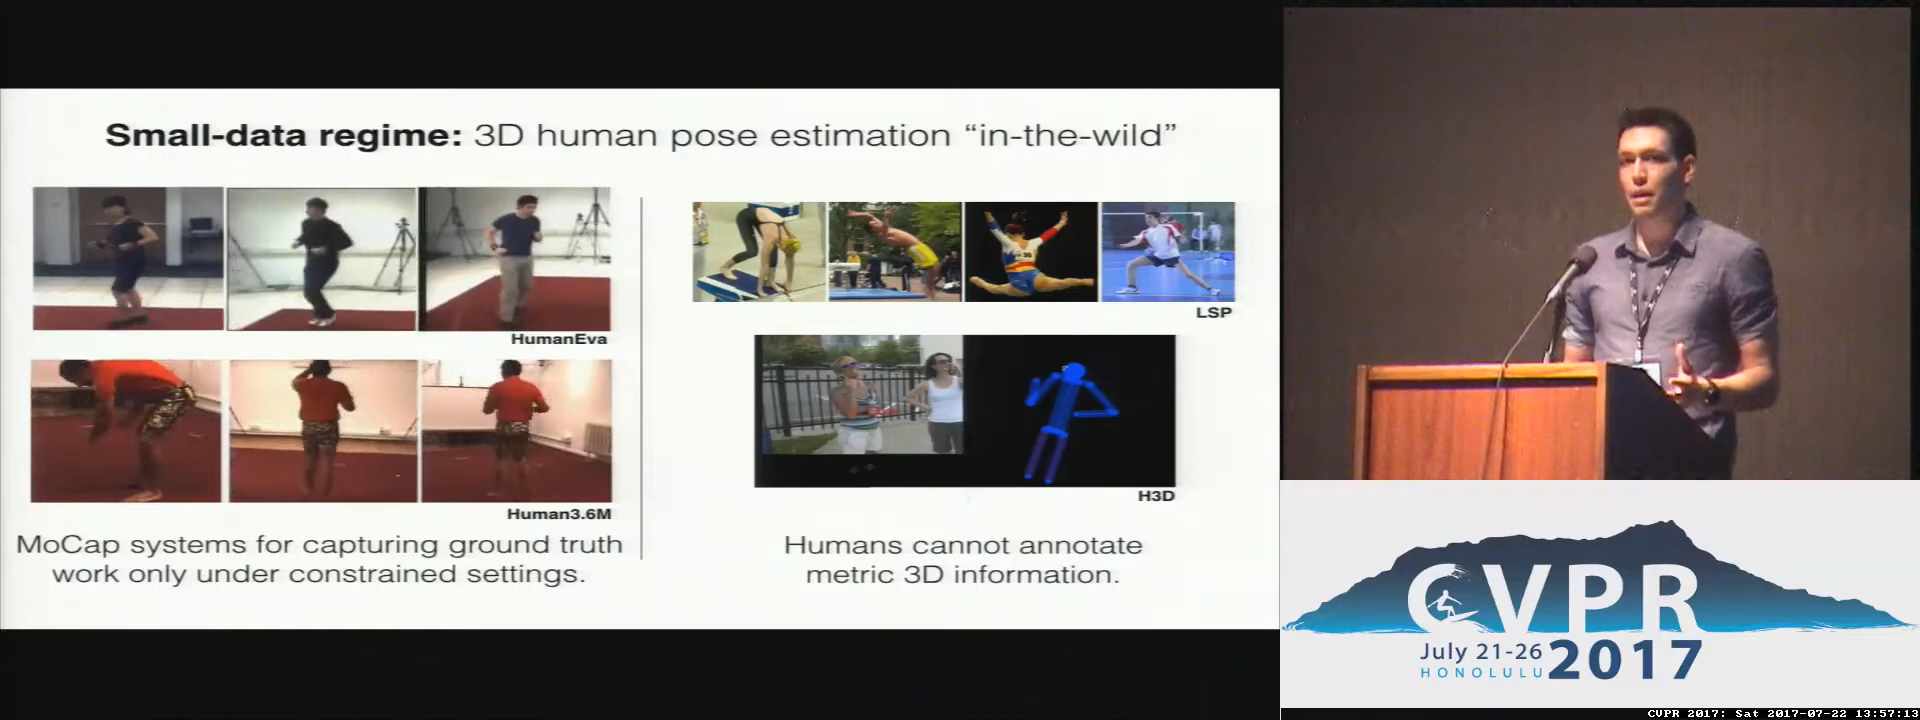 Small-data regime: 3D human pose estimation “in-the-wild”
HumanEva
Human3.6M
MoCap systems for capturing ground truth
work only under constrained settings.
LSP
H3D
Humans cannot annotate
metric 3D information.
CVPR
July 21-26
HONOLULU
2017
CVPR 2017: Sat 2017-07-22 13:57:13